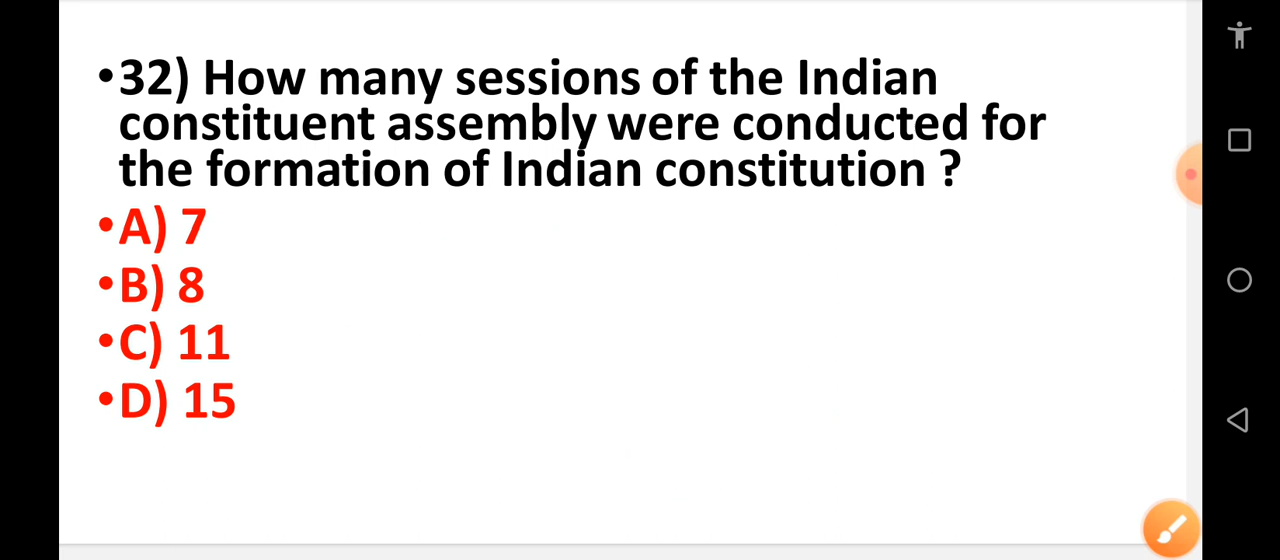 •32) How many sessions of the Indian
constituent assembly were conducted for
the formation of Indian constitution ?
•A) 7
•B) 8
•C) 11
•D) 15